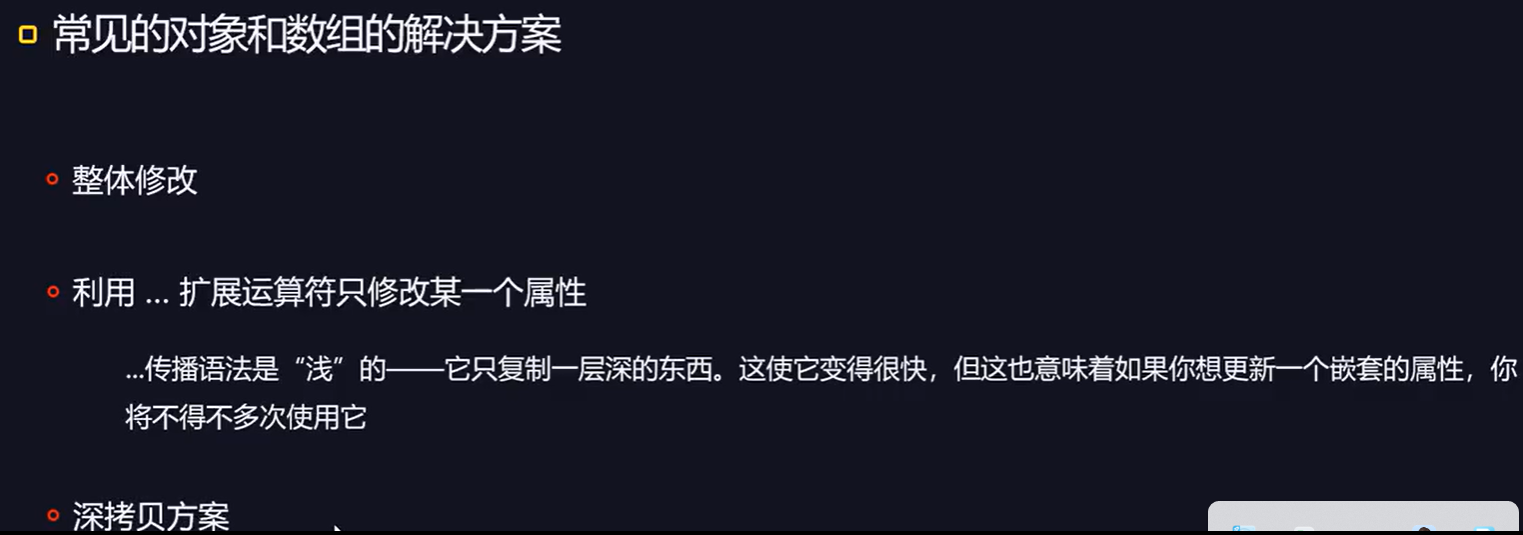 常见的对象和数组的解决方案
整体修改
利用 ... 扩展运算符只修改某一个属性
...传播语法是“浅”的——它只复制一层深的东西。这使它变得很快，但这也意味着如果你想更新一个嵌套的属性，你
将不得不多次使用它
深拷贝方案